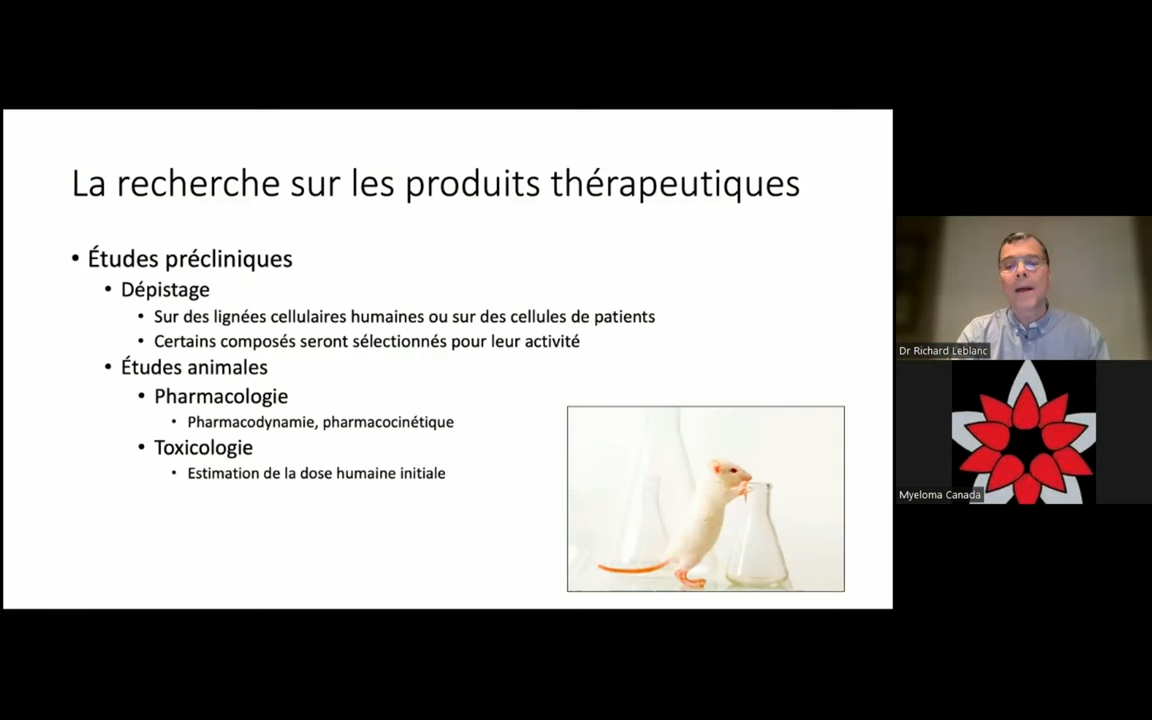 La recherche sur les produits thérapeutiques
• Études précliniques
• Dépistage
• Sur des lignées cellulaires humaines ou sur des cellules de patients
• Certains composés seront sélectionnés pour leur activité
• Études animales
• Pharmacologie
• Pharmacodynamie, pharmacocinétique
• Toxicologie
• Estimation de la dose humaine initiale
Dr Richard Leblanc
Myeloma Canada